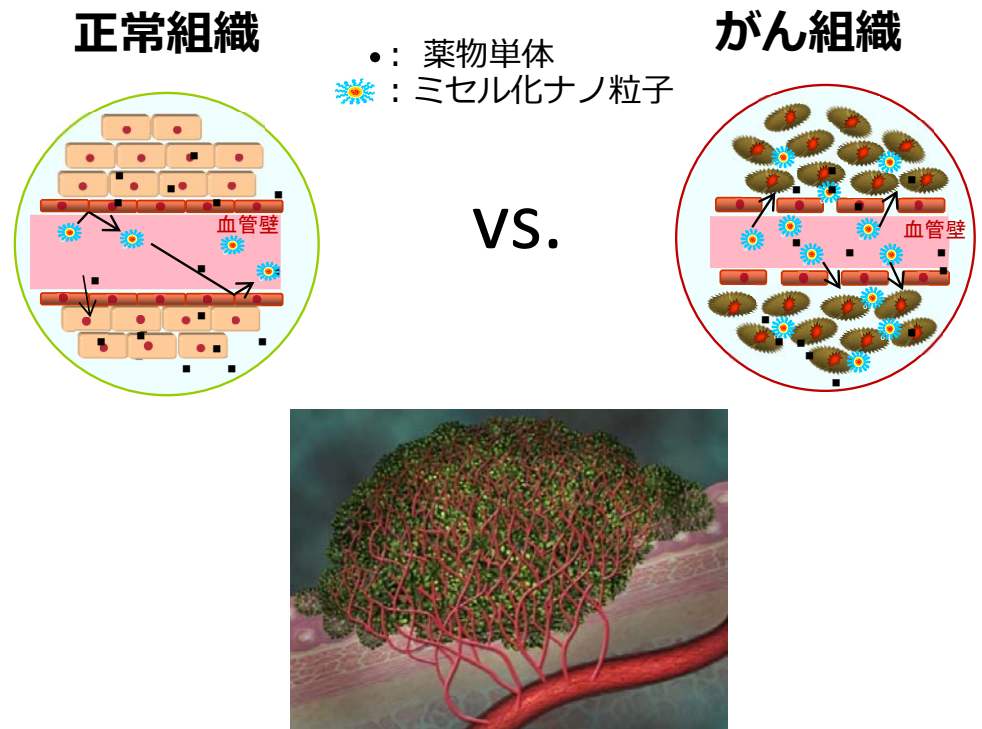 正常組織
がん組織
•： 薬物単体
：ミセル化ナノ粒子
血管壁
vs.
血管壁